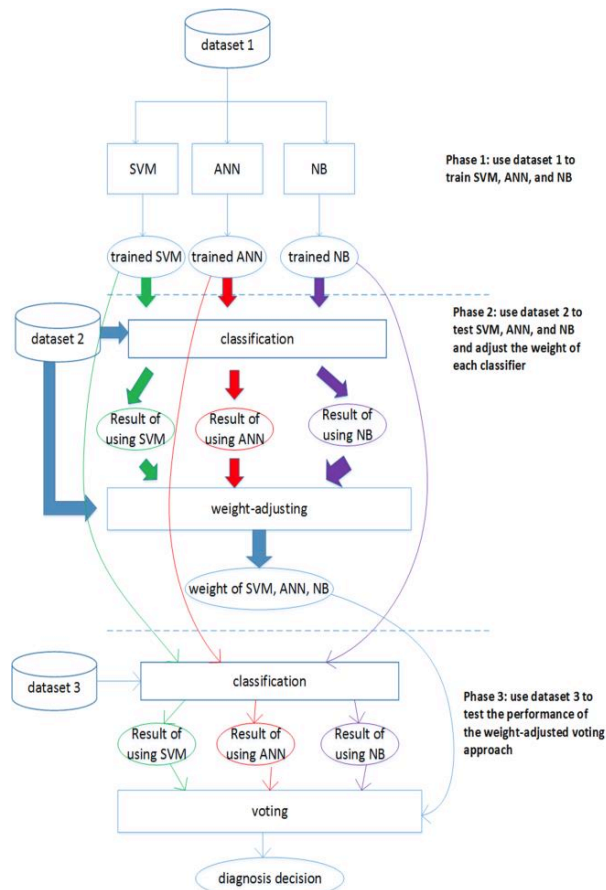 dataset 1
SVM
ANN
NB
Phase 1: use dataset 1 to
train SVM, ANN, and NB
trained SVM
trained ANN
trained NB
dataset 2
classification
Phase 2: use dataset 2 to
test SVM, ANN, and NB
and adjust the weight of
each classifier
Result of
using SVM
Result of
using ANN
Result of
using NB
weight-adjusting
weight of SVM, ANN, NB
dataset 3
classification
Phase 3: use dataset 3 to
test the performance of
the weight-adjusted voting
approach
Result of
using SVM
Result of
using ANN
Result of
using NB
voting
diagnosis decision